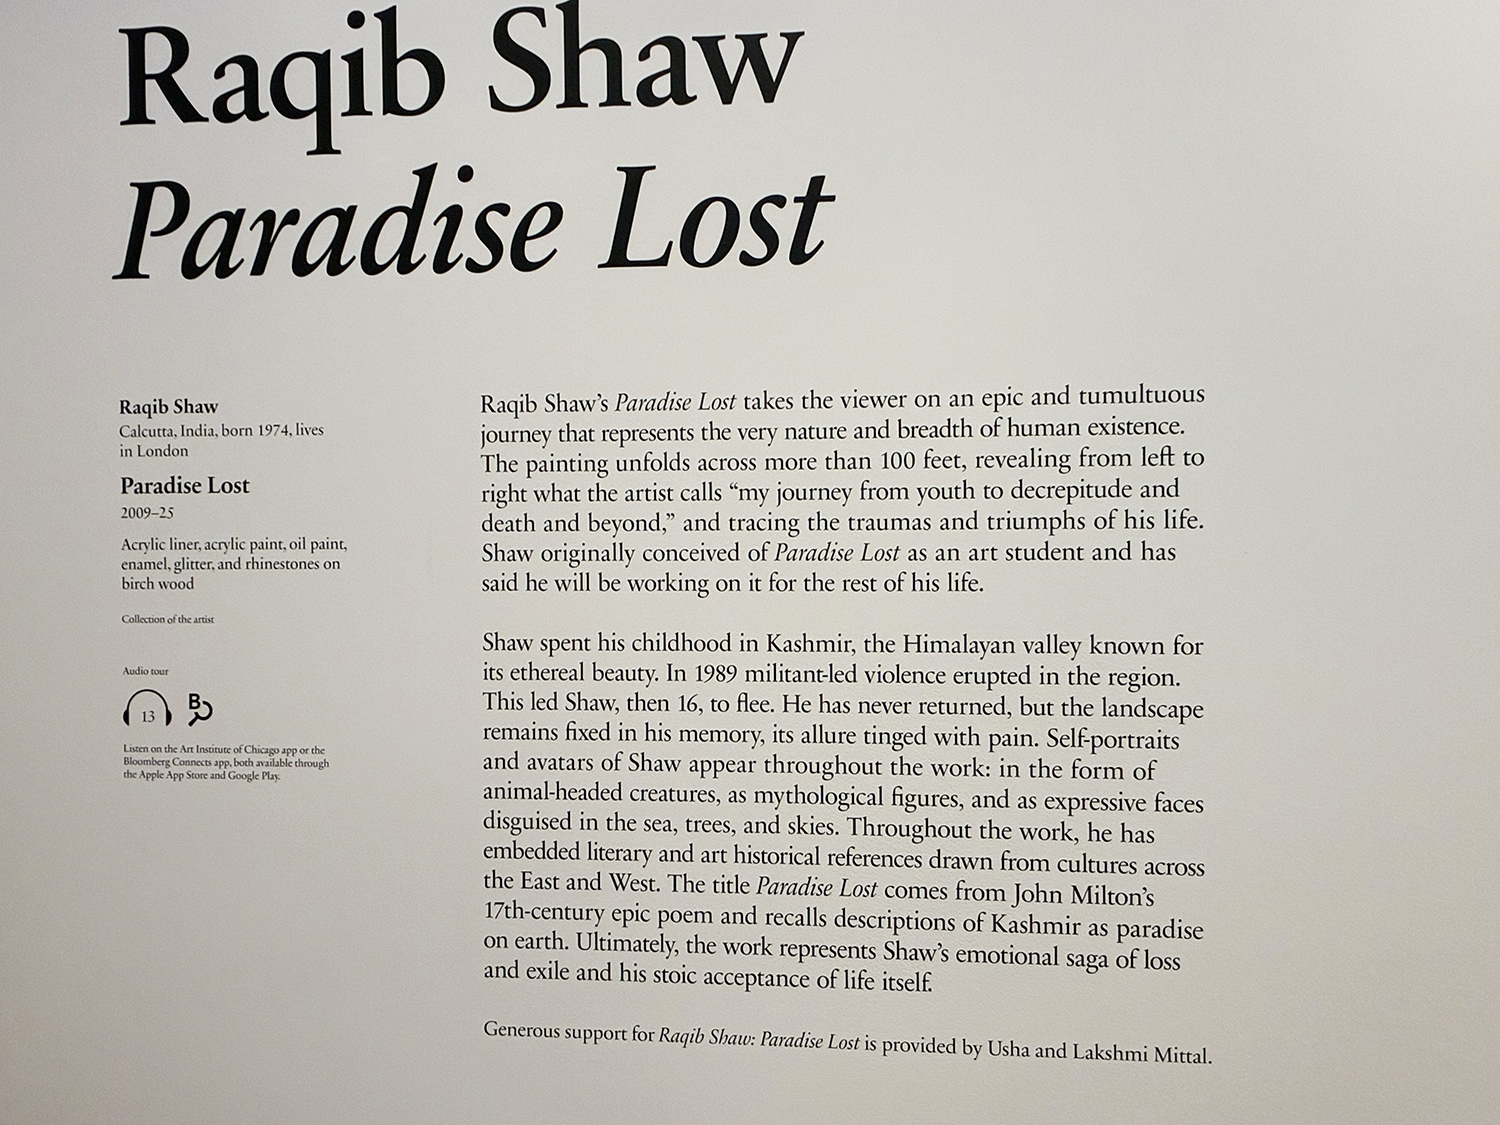 Raqib Shaw
Paradise Lost
Raqib Shaw
Calcutta, India, born 1974, lives
in London
Paradise Lost
2009–25
Acrylic liner, acrylic paint, oil paint,
enamel, glitter, and rhinestones on
birch wood
Collection of the artist
Audio tour
13
B
Listen on the Art Institute of Chicago app or the
Bloomberg Connects app, both available through
the Apple App Store and Google Play.
Raqib Shaw’s Paradise Lost takes the viewer on an epic and tumultuous
journey that represents the very nature and breadth of human existence.
The painting unfolds across more than 100 feet, revealing from left to
right what the artist calls “my journey from youth to decrepitude and
death and beyond,” and tracing the traumas and triumphs of his life.
Shaw originally conceived of Paradise Lost as an art student and has
said he will be working on it for the rest of his life.
Shaw spent his childhood in Kashmir, the Himalayan valley known for
its ethereal beauty. In 1989 militant-led violence erupted in the region.
This led Shaw, then 16, to flee. He has never returned, but the landscape
remains fixed in his memory, its allure tinged with pain. Self-portraits
and avatars of Shaw appear throughout the work: in the form of
animal-headed creatures, as mythological figures, and as expressive faces
disguised in the sea, trees, and skies. Throughout the work, he has
embedded literary and art historical references drawn from cultures across
the East and West. The title Paradise Lost comes from John Milton’s
17th-century epic poem and recalls descriptions of Kashmir as paradise
on earth. Ultimately, the work represents Shaw’s emotional saga of loss
and exile and his stoic acceptance of life itself.
Generous support for Raqib Shaw: Paradise Lost is provided by Usha and Lakshmi Mittal.